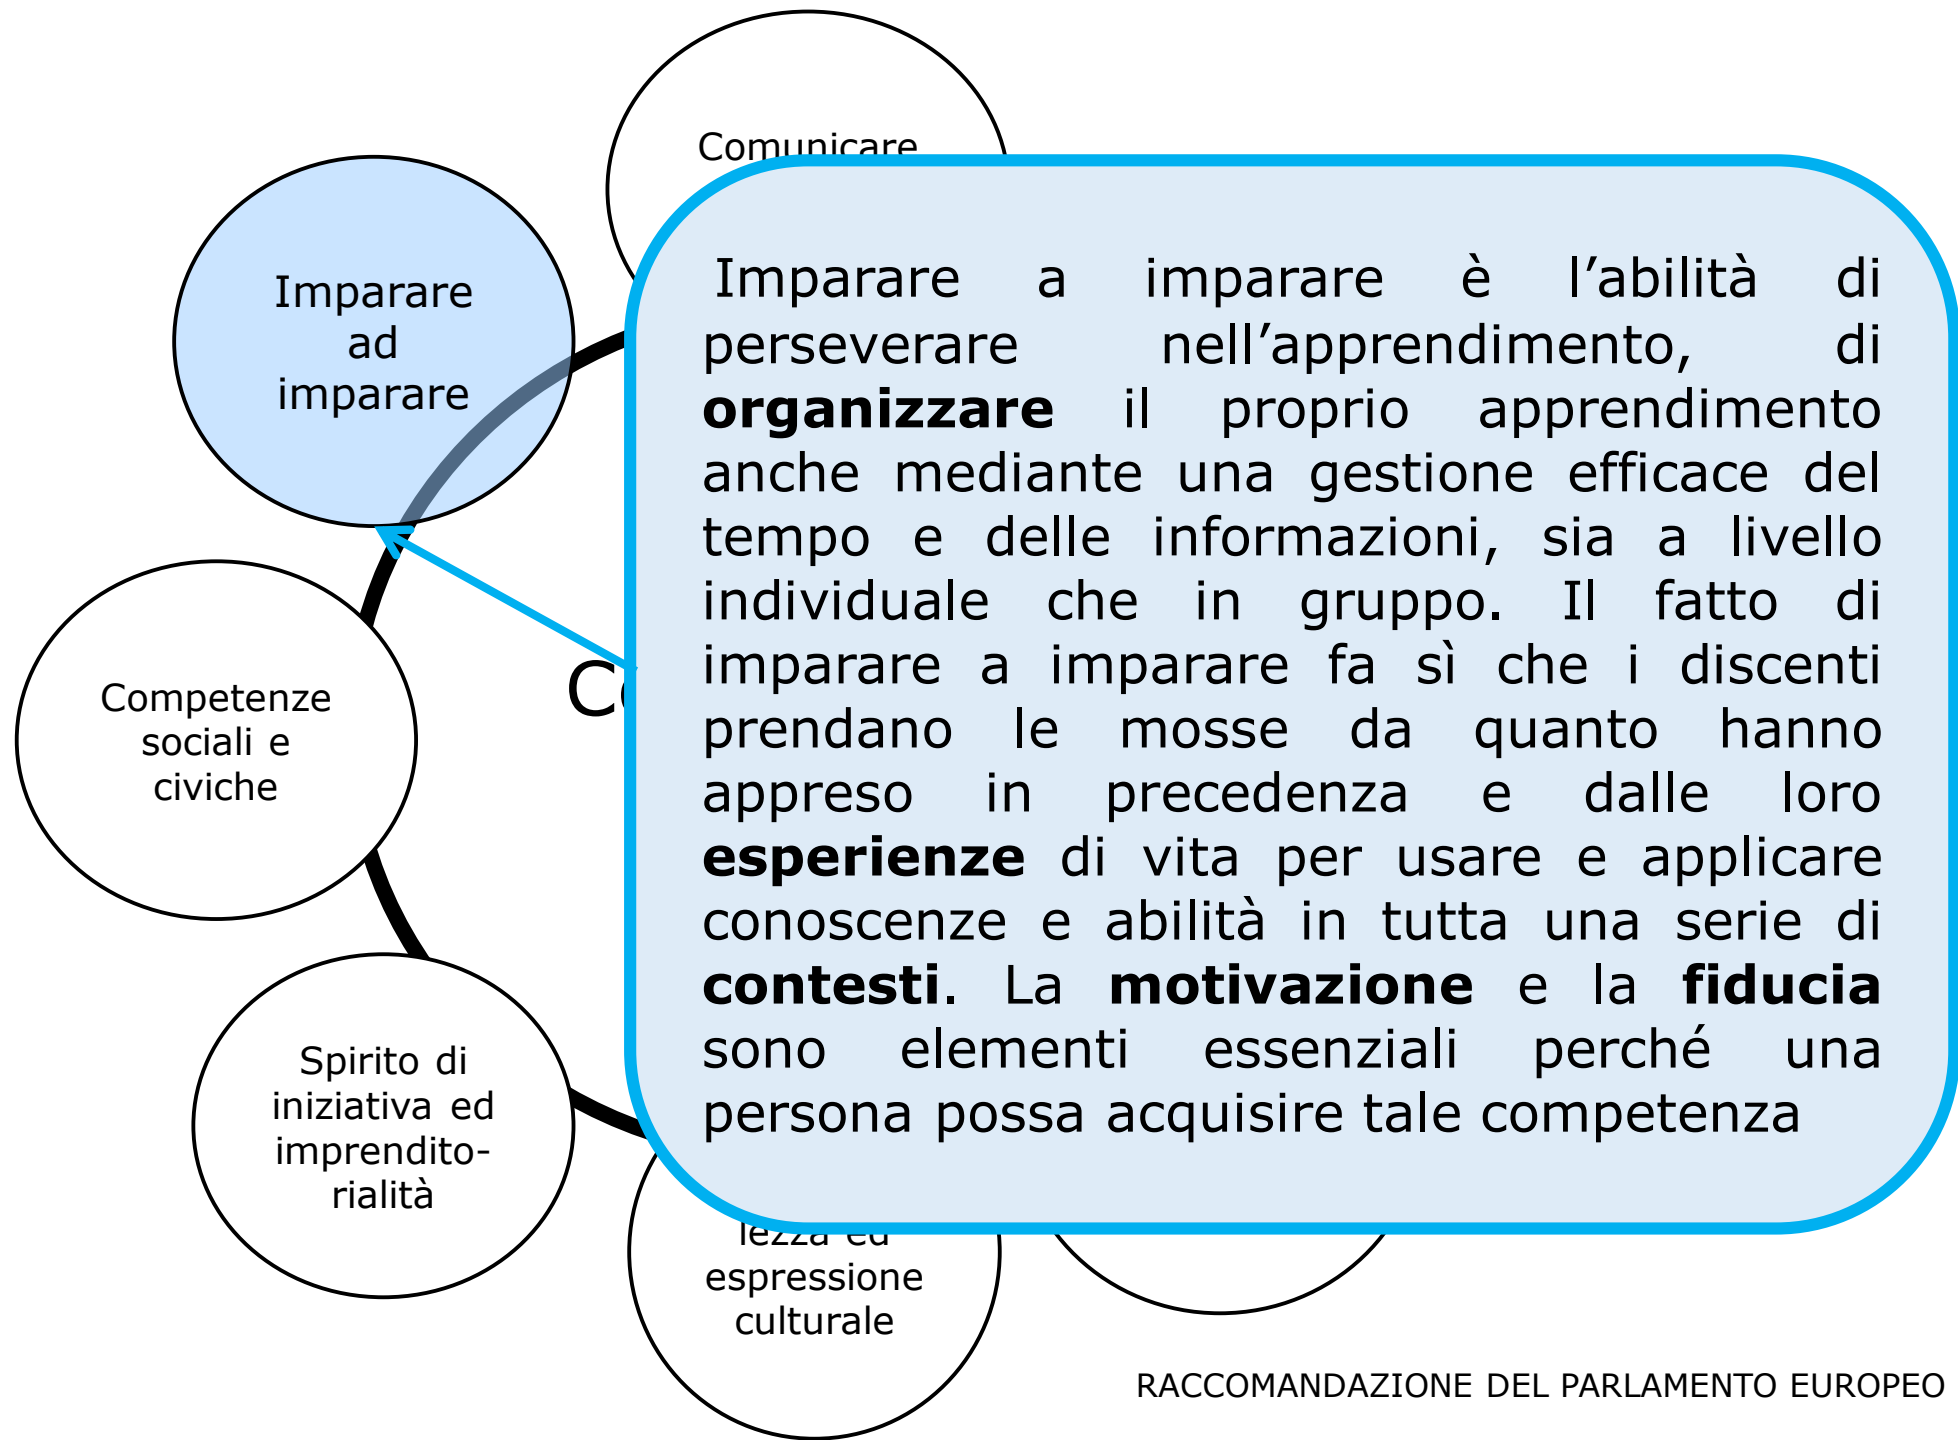 Comunicare
Imparare
ad
imparare
Imparare a imparare è l’abilità di
perseverare nell’apprendimento, di
organizzare il proprio apprendimento
anche mediante una gestione efficace del
tempo e delle informazioni, sia a livello
individuale che in gruppo. Il fatto di
imparare a imparare fa sì che i discenti
prendano le mosse da quanto hanno
appreso in precedenza e dalle loro
esperienze di vita per usare e applicare
conoscenze e abilità in tutta una serie di
contesti. La motivazione e la fiducia
sono elementi essenziali perché una
persona possa acquisire tale competenza
Competenze
sociali e
civiche
Spirito di
iniziativa ed
imprendito-
rialità
lezza ed
espressione
culturale
RACCOMANDAZIONE DEL PARLAMENTO EUROPEO